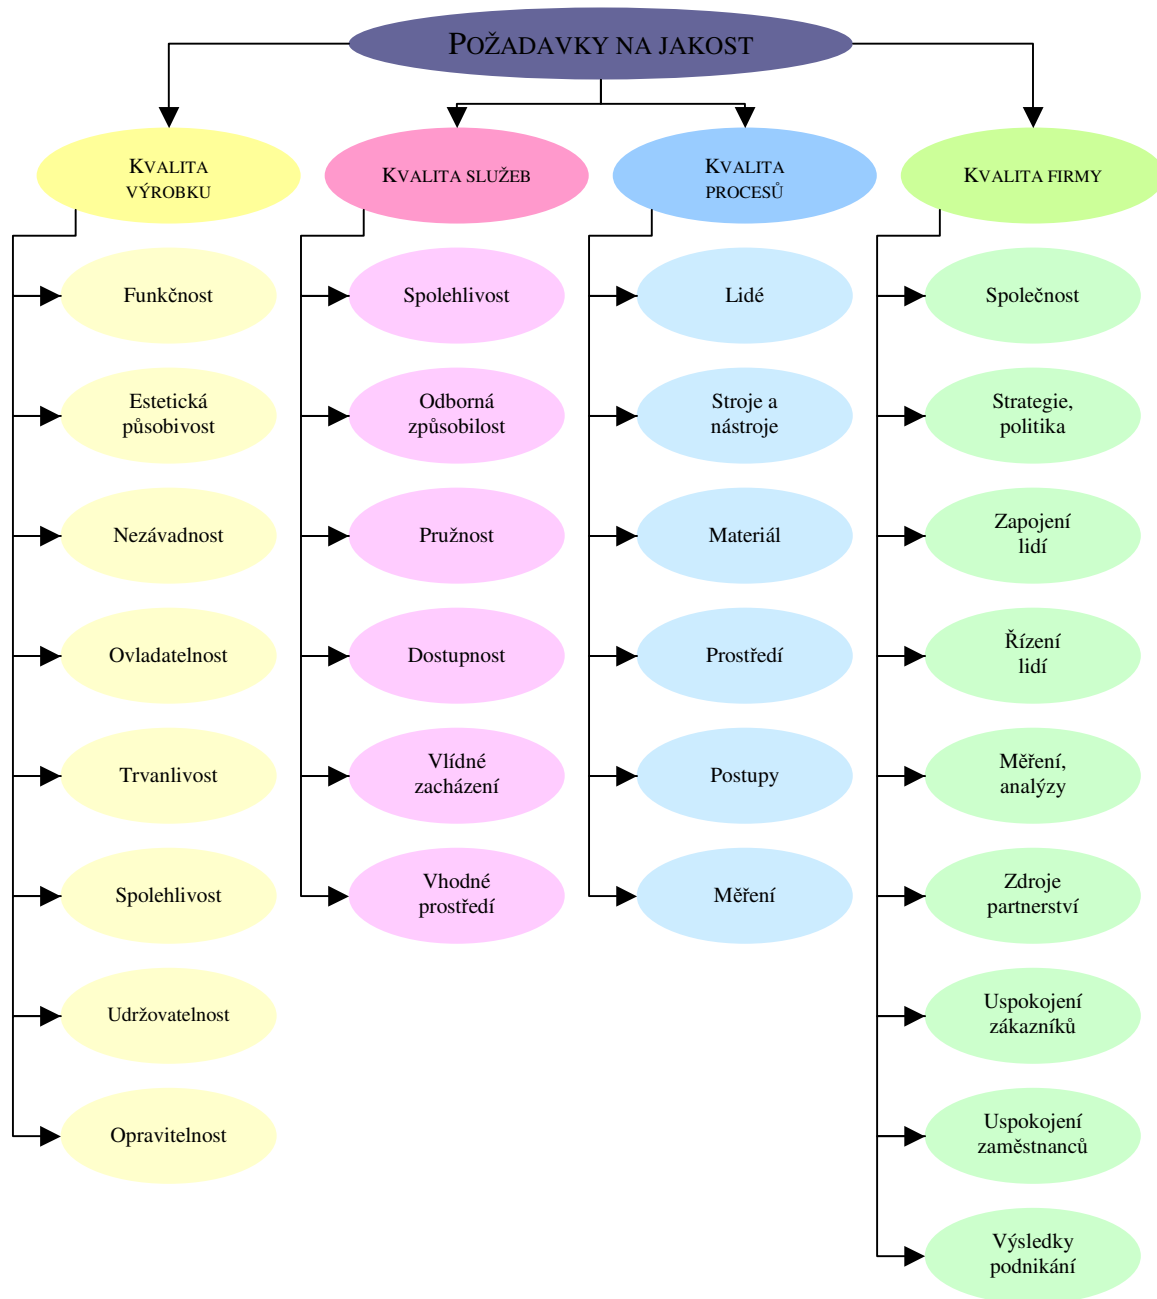 POŽADAVKY NA JAKOST
KVALITA
VÝROBKU
Funkčnost
Estetická
působivost
Nezávadnost
Ovladatelnost
Trvanlivost
Spolehlivost
Udržovatelnost
Opravitelnost
KVALITA SLUŽEB
Spolehlivost
Odborná
způsobilost
Pružnost
Dostupnost
Vlídné
zacházení
Vhodné
prostředí
KVALITA
PROCESŮ
Lidé
Stroje a
nástroje
Materiál
Prostředí
Postupy
Měření
KVALITA FIRMY
Společnost
Strategie,
politika
Zapojení
lidí
Řízení
lidí
Měření,
analýzy
Zdroje
partnerství
Uspokojení
zákazníků
Uspokojení
zaměstnanců
Výsledky
podnikání